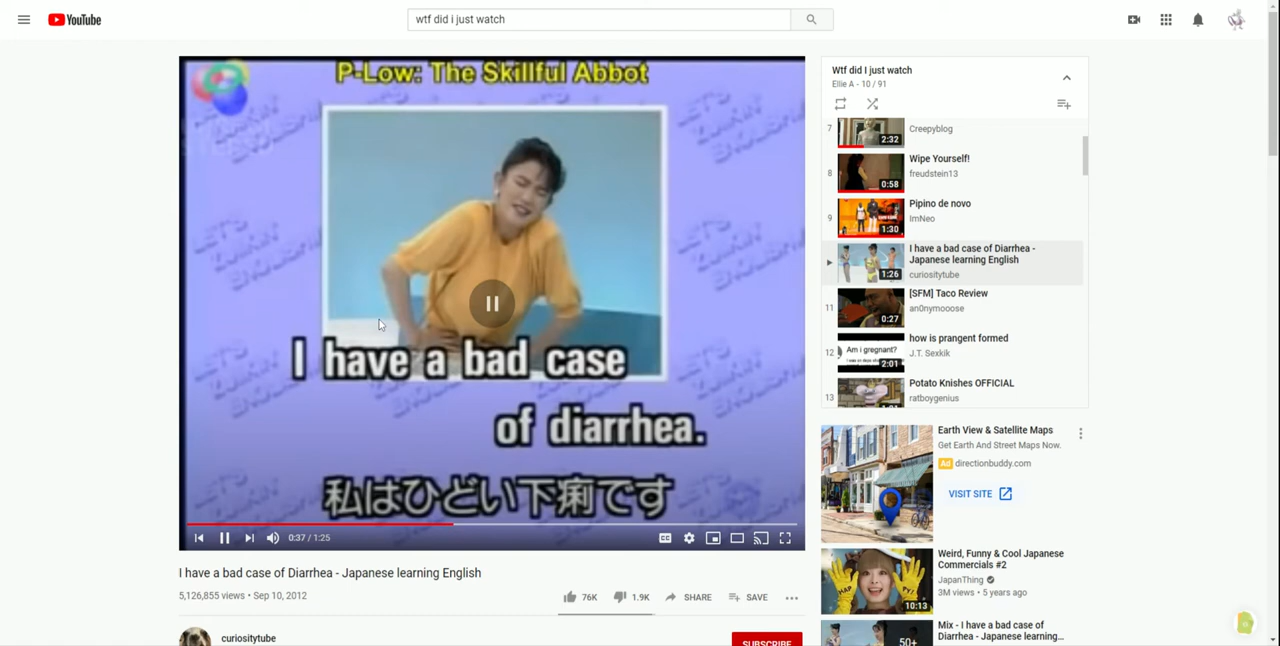 YouTube
wtf did i just watch
P-Low: The Skillful Abbot
I have a bad case
of diarrhea.
私はひどい下痢です
0:37 / 1:25
CC
I have a bad case of Diarrhea - Japanese learning English
5,126,855 views • Sep 10, 2012
76K
1.9K
SHARE
SAVE
curiositytube
SUBSCRIBE
Wtf did I just watch
Ellie A - 10 / 91
7
2:32
Creepyblog
8
0:58
Wipe Yourself!
freudstein13
9
1:30
Pipino de novo
ImNeo
1:26
I have a bad case of Diarrhea -
Japanese learning English
curiositytube
11
0:27
[SFM] Taco Review
an0nymooose
12
Am i gregnant?
2:01
how is prangent formed
J.T. Sexkik
13
Potato Knishes OFFICIAL
ratboygenius
Earth View & Satellite Maps
Get Earth And Street Maps Now.
Ad directionbuddy.com
VISIT SITE
10:13
Weird, Funny & Cool Japanese
Commercials #2
JapanThing
3M views • 5 years ago
50+
Mix - I have a bad case of
Diarrhea - Japanese learning...